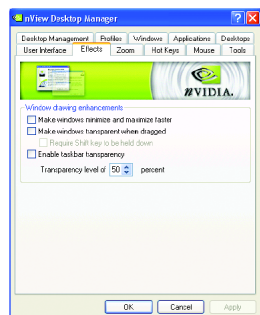 nView Desktop Manager
Desktop Management Profiles Windows Applications Desktops
User Interface Effects Zoom Hot Keys Mouse Tools
NVIDIA.
Window drawing enhancements
Make windows minimize and maximize faster
Make windows transparent when dragged
Require Shift key to be held down
Enable taskbar transparency
Transparency level of 50 percent
OK Cancel Apply